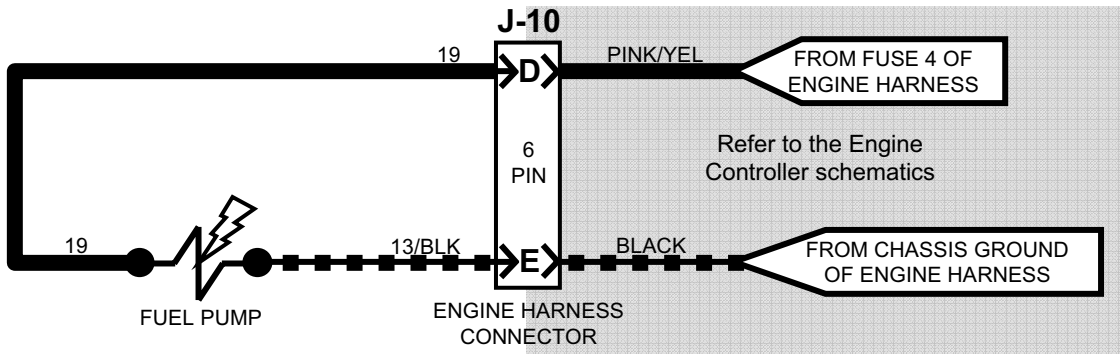 J-10
19
D
PINK/YEL
FROM FUSE 4 OF
ENGINE HARNESS
6
PIN
Refer to the Engine
Controller schematics
19
13/BLK
E
BLACK
FROM CHASSIS GROUND
OF ENGINE HARNESS
FUEL PUMP
ENGINE HARNESS
CONNECTOR